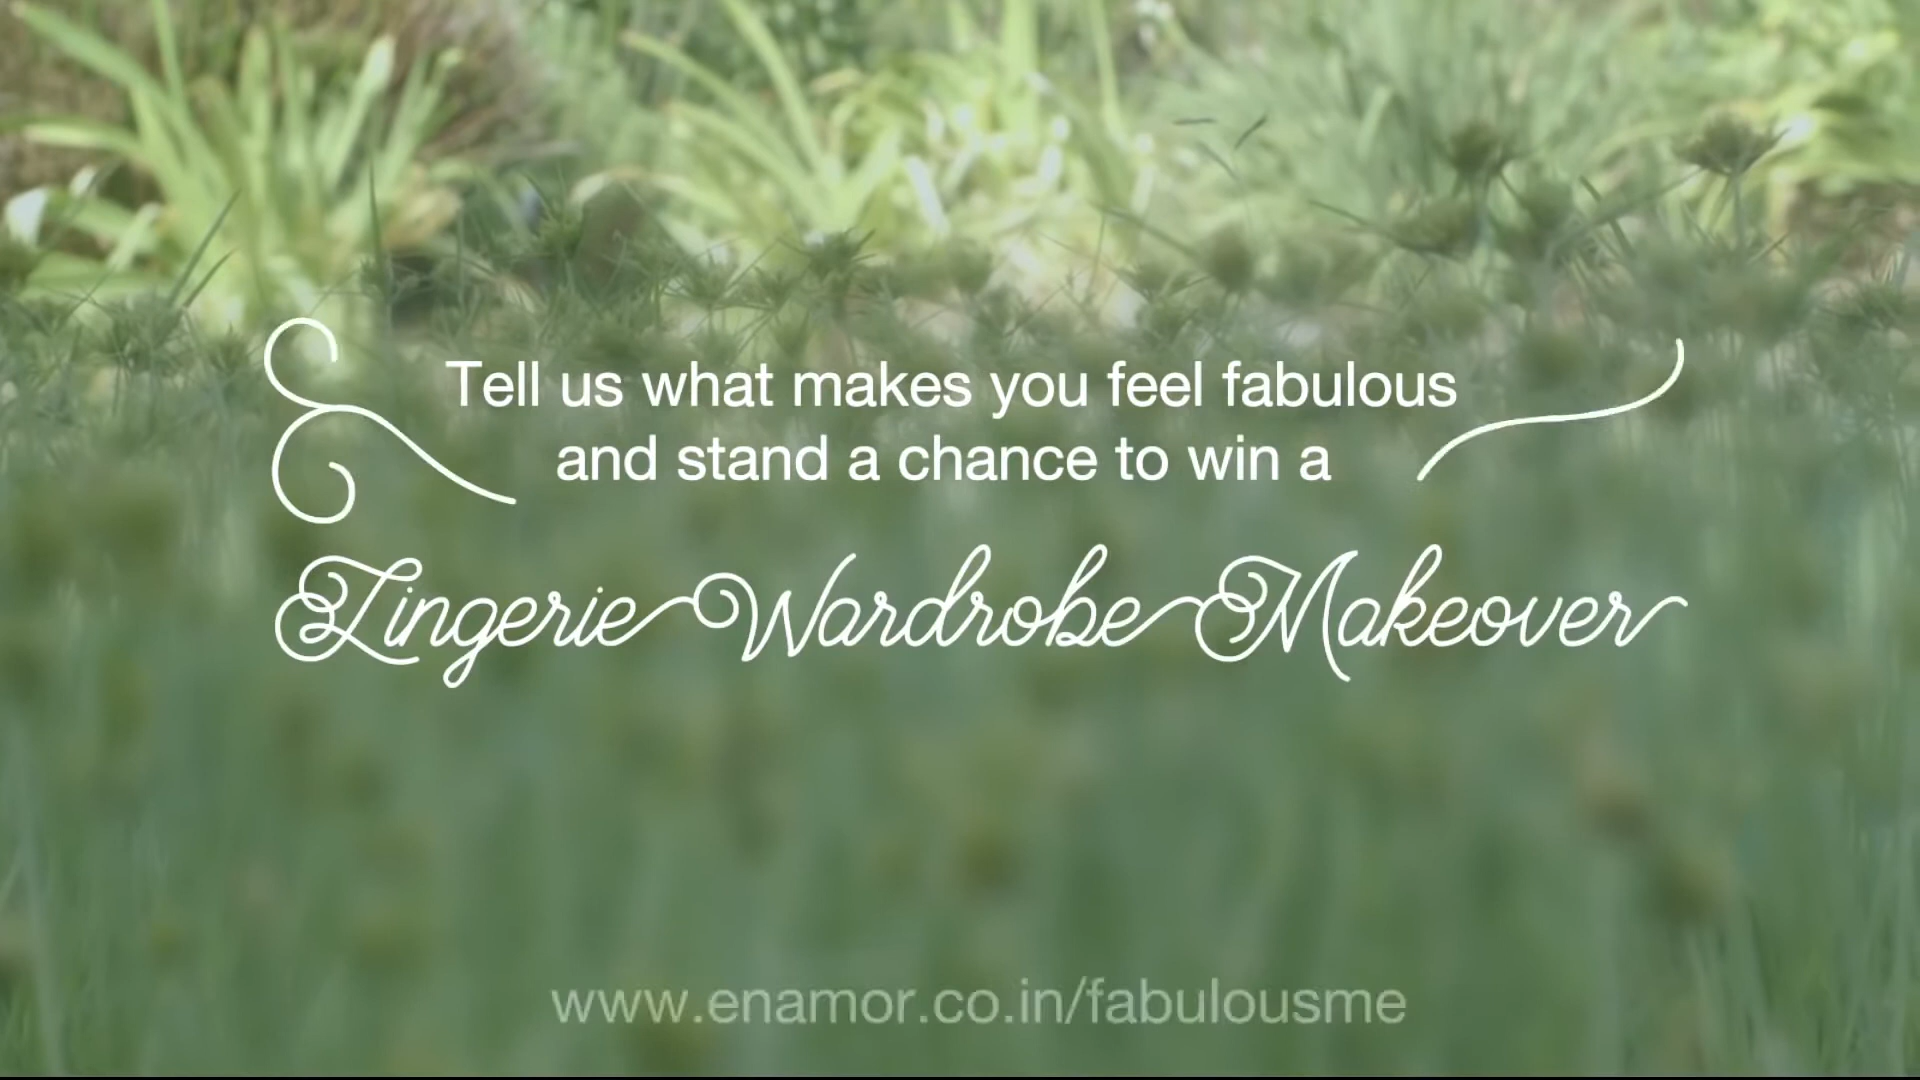 Tell us what makes you feel fabulous
and stand a chance to win a
Lingerie Wardrobe Makeover
www.enamor.co.in/fabulousme